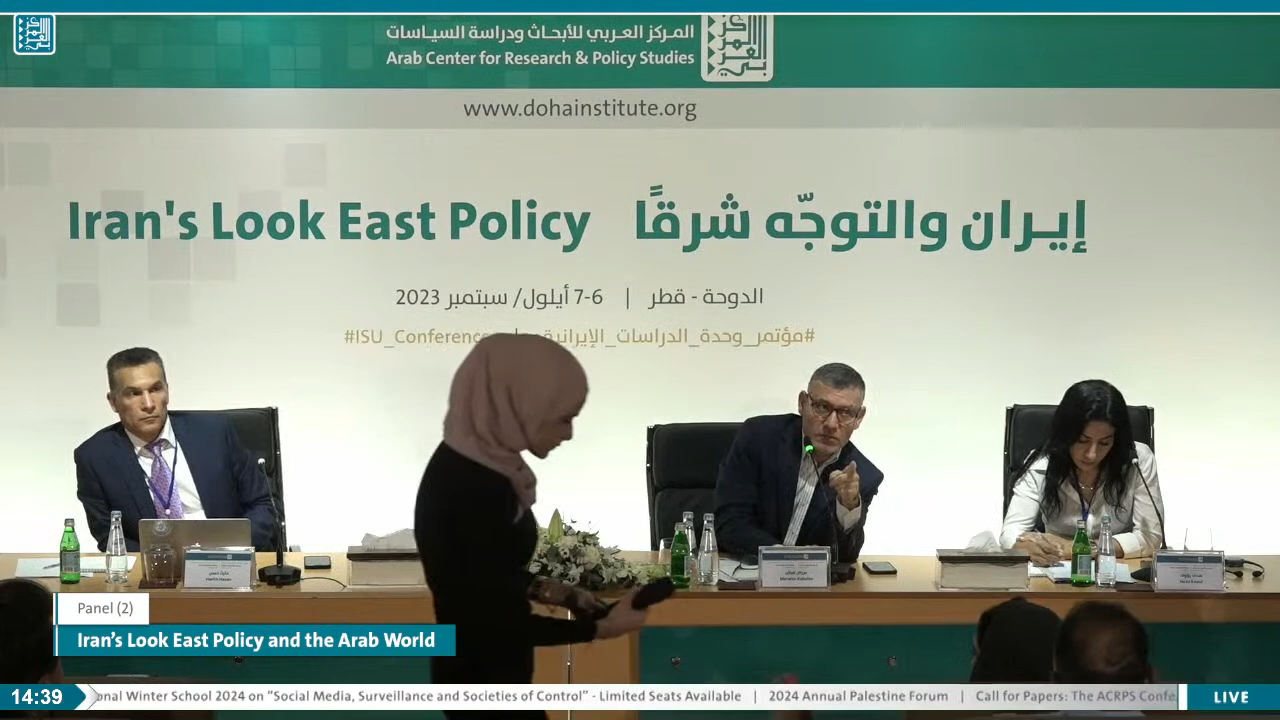 المركز العربي للأبحاث ودراسة السياسات
Arab Center for Research & Policy Studies
www.dohainstitute.org
Iran's Look East Policy
إيران والتوجّه شرقًا
الدوحة - قطر | 6-7 أيلول/ سبتمبر 2023
#مؤتمر_وحدة_الدراسات_الإيرانية
#ISU_Conference
Panel (2)
Iran's Look East Policy and the Arab World
14:39
onal Winter School 2024 on "Social Media, Surveillance and Societies of Control" - Limited Seats Available | 2024 Annual Palestine Forum | Call for Papers: The ACRPS Confe
LIVE